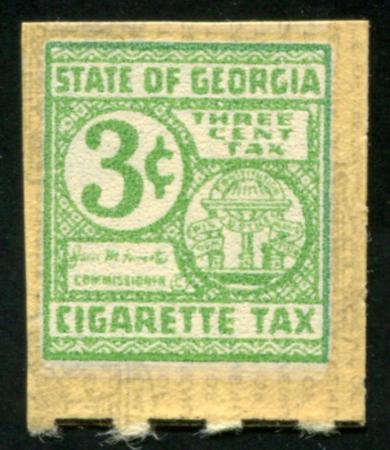 STATE OF GEORGIA
3¢
THREE
CENT
TAX
COMMISSIONER
CIGARETTE TAX